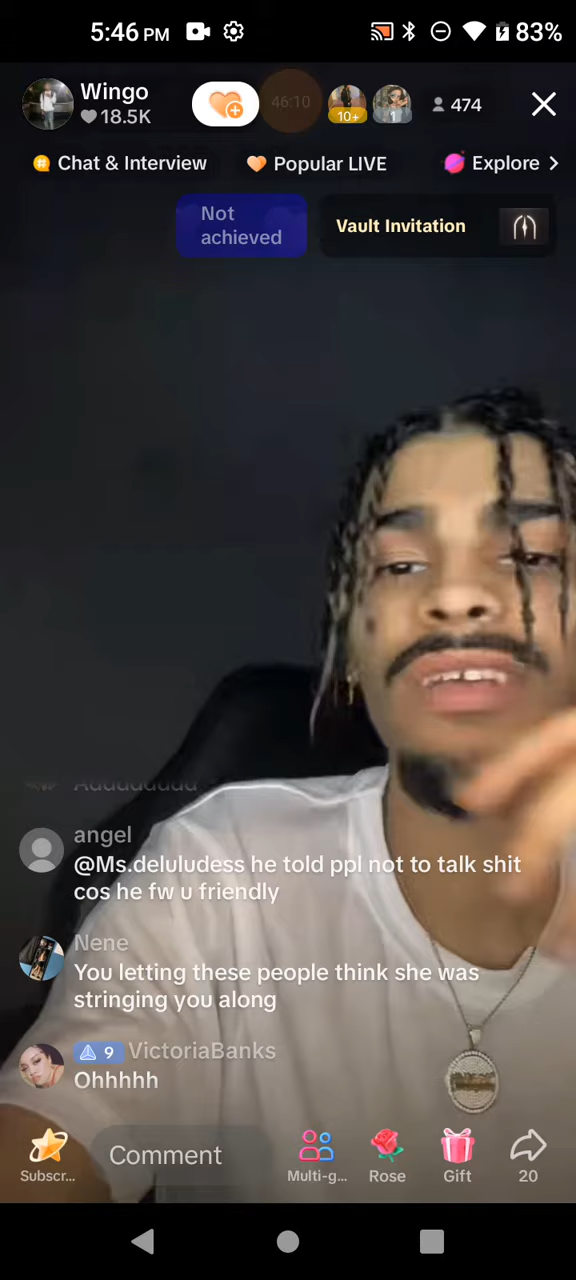 5:46 PM 83%
Wingo
18.5K
46:10
10+
1
474
Chat & Interview
Popular LIVE
Explore >
Not
achieved
Vault Invitation
angel
@Ms.deluludess he told ppl not to talk shit
cos he fw u friendly
Nene
You letting these people think she was
stringing you along
9 VictoriaBanks
Ohhhhh
Subscr...
Comment
Multi-g...
Rose
Gift
20